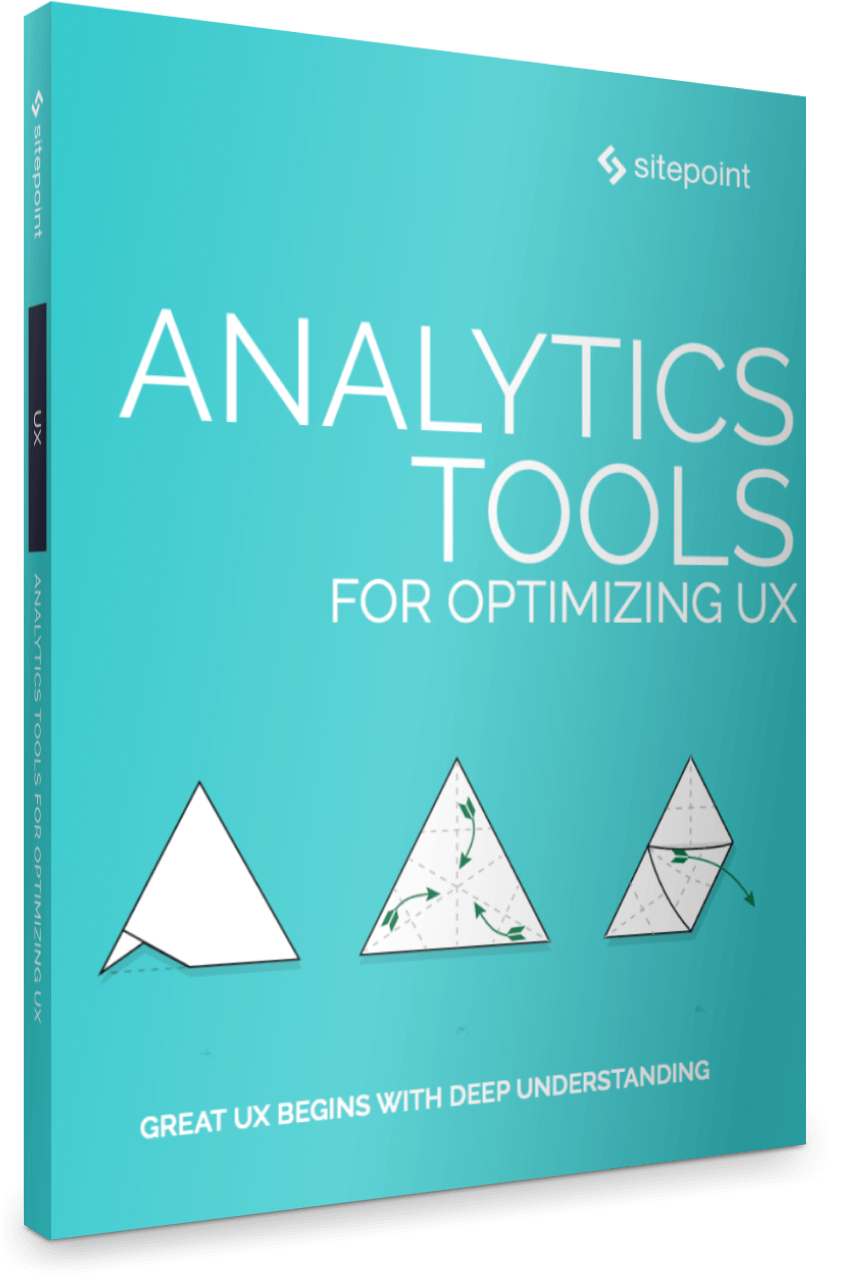 sitepoint
ANALYTICS
TOOLS
FOR OPTIMIZING UX
GREAT UX BEGINS WITH DEEP UNDERSTANDING
sitepoint
UX
ANALYTICS TOOLS FOR OPTIMIZING UX